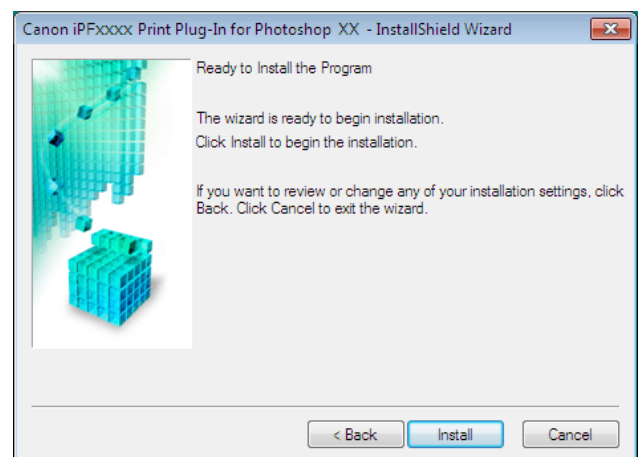 Canon iPFxxxx Print Plug-In for Photoshop XX - InstallShield Wizard
Ready to Install the Program
The wizard is ready to begin installation.
Click Install to begin the installation.
If you want to review or change any of your installation settings, click
Back. Click Cancel to exit the wizard.
< Back
Install
Cancel